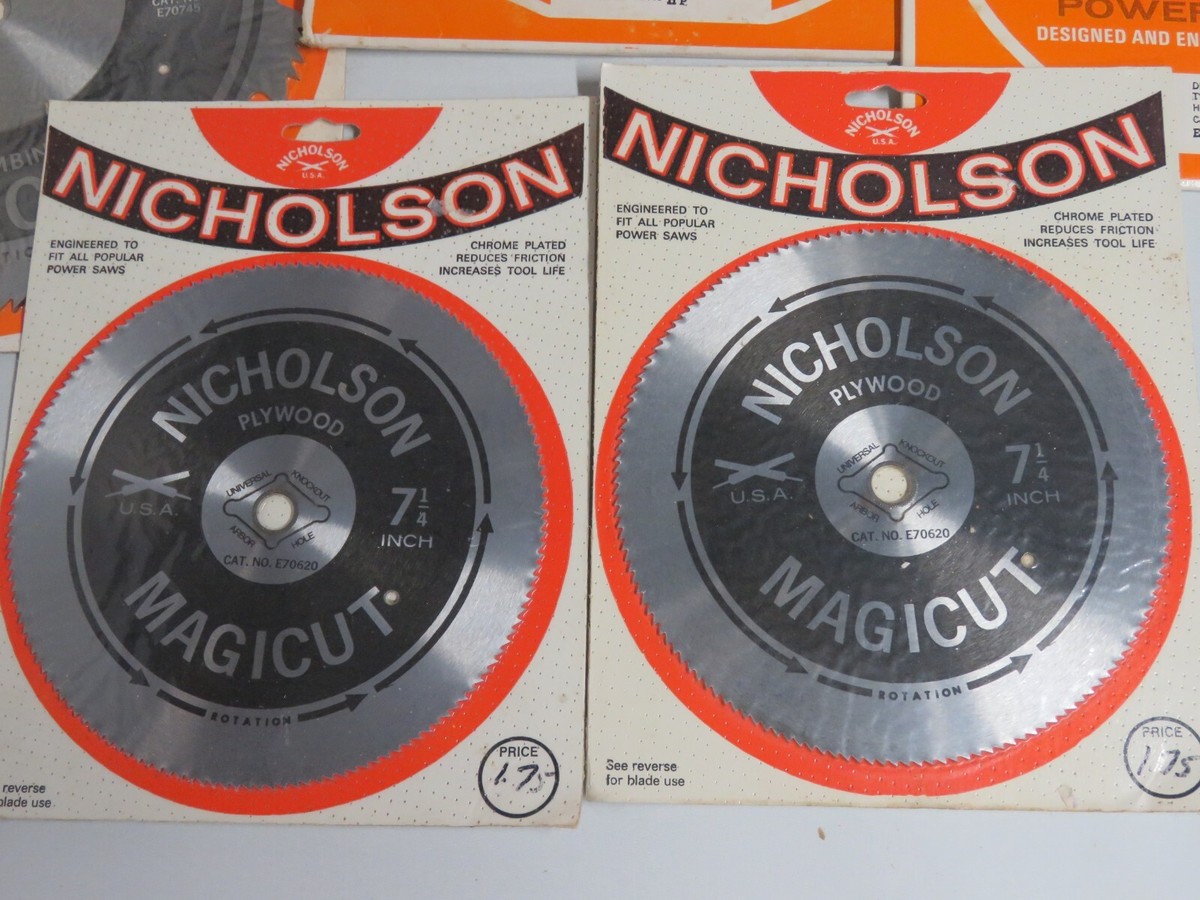 E70745
HP
POWER
DESIGNED AND EN
NICHOLSON
U.S.A.
NICHOLSON
ENGINEERED TO
FIT ALL POPULAR
POWER SAWS
CHROME PLATED
REDUCES FRICTION
INCREASES TOOL LIFE
NICHOLSON
PLYWOOD
U.S.A.
7 1/4
INCH
UNIVERSAL KNOCKOUT
ARBOR HOLE
CAT. NO. E70620
MAGICUT
ROTATION
reverse
blade use
PRICE
1.75
NICHOLSON
U.S.A.
NICHOLSON
ENGINEERED TO
FIT ALL POPULAR
POWER SAWS
CHROME PLATED
REDUCES FRICTION
INCREASES TOOL LIFE
NICHOLSON
PLYWOOD
U.S.A.
7 1/4
INCH
UNIVERSAL KNOCKOUT
ARBOR HOLE
CAT. NO. E70620
MAGICUT
ROTATION
See reverse
for blade use
PRICE
1.75